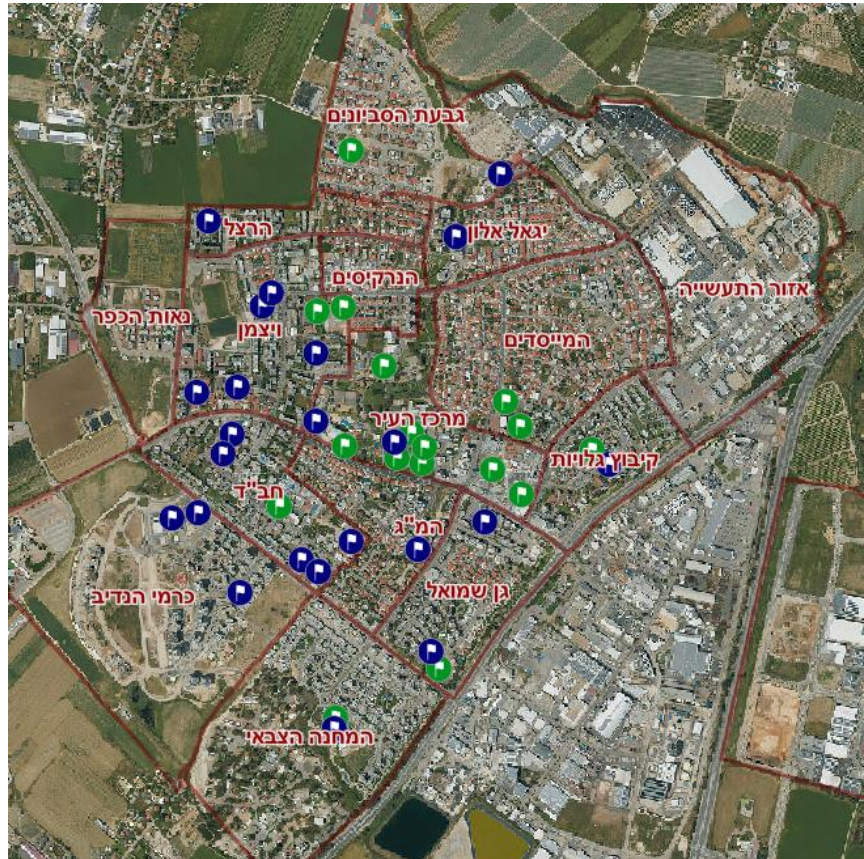 גבעת הסביונים
הרצל
יגאל אלון
הנרקיסים
אזור התעשייה
נאות הכפר
ויצמן
המייסדים
מרכז העיר
קיבוץ גלויות
חב"ד
המ"ג
גן שמואל
כרמי הנדיב
המחנה הצבאי